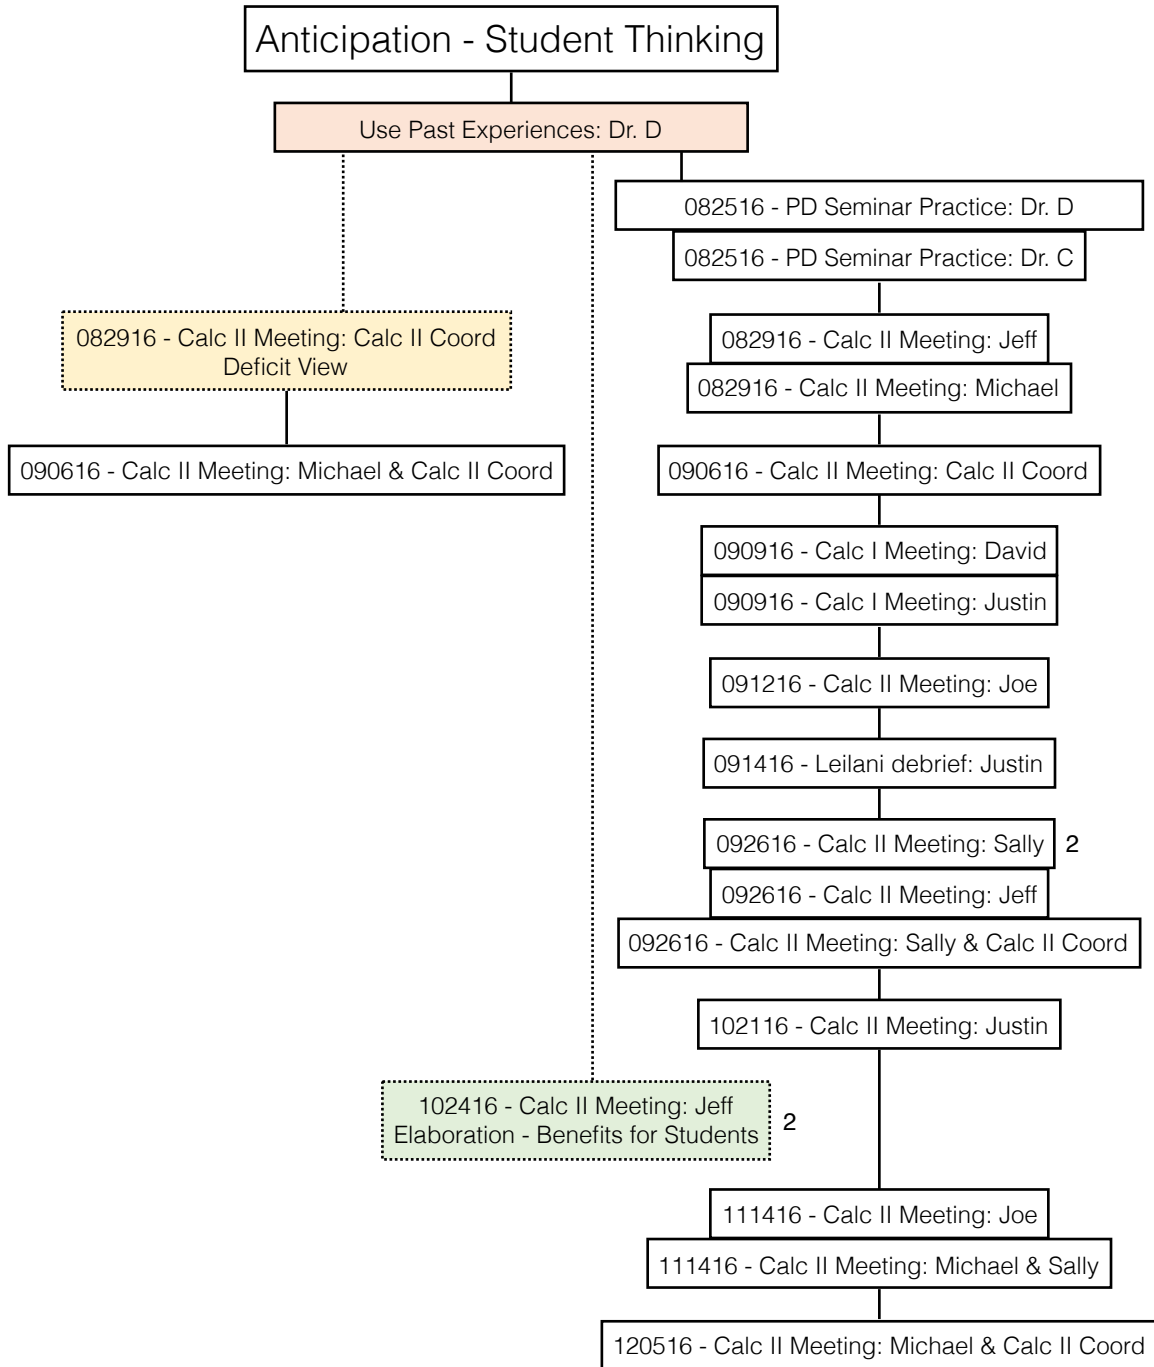 Anticipation - Student Thinking
Use Past Experiences: Dr. D
082516 - PD Seminar Practice: Dr. D
082516 - PD Seminar Practice: Dr. C
082916 - Calc II Meeting: Calc II Coord
Deficit View
082916 - Calc II Meeting: Jeff
082916 - Calc II Meeting: Michael
090616 - Calc II Meeting: Michael & Calc II Coord
090616 - Calc II Meeting: Calc II Coord
090916 - Calc I Meeting: David
090916 - Calc I Meeting: Justin
091216 - Calc II Meeting: Joe
091416 - Leilani debrief: Justin
092616 - Calc II Meeting: Sally 2
092616 - Calc II Meeting: Jeff
092616 - Calc II Meeting: Sally & Calc II Coord
102116 - Calc II Meeting: Justin
102416 - Calc II Meeting: Jeff
Elaboration - Benefits for Students
2
111416 - Calc II Meeting: Joe
111416 - Calc II Meeting: Michael & Sally
120516 - Calc II Meeting: Michael & Calc II Coord